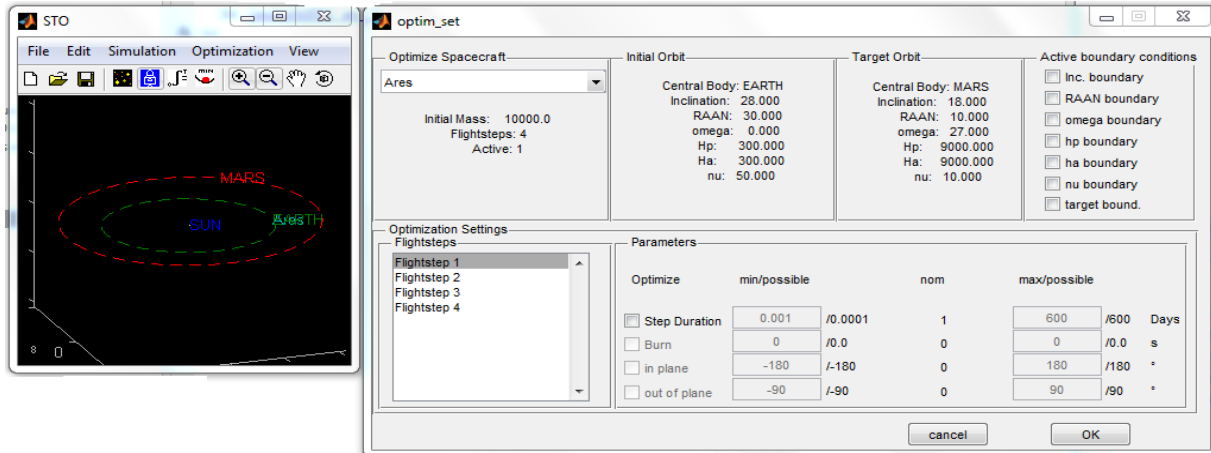 STO
File Edit Simulation Optimization View
MARS
SUN
EARTH
Ares
8 0
optim_set
Optimize Spacecraft
Ares
Initial Mass: 10000.0
Flightsteps: 4
Active: 1
Initial Orbit
Central Body: EARTH
Inclination: 28.000
RAAN: 30.000
omega: 0.000
Hp: 300.000
Ha: 300.000
nu: 50.000
Target Orbit
Central Body: MARS
Inclination: 18.000
RAAN: 10.000
omega: 27.000
Hp: 9000.000
Ha: 9000.000
nu: 10.000
Active boundary conditions
Inc. boundary
RAAN boundary
omega boundary
hp boundary
ha boundary
nu boundary
target bound.
Optimization Settings
Flightsteps
Flightstep 1
Flightstep 2
Flightstep 3
Flightstep 4
Parameters
Optimize min/possible nom max/possible
Step Duration 0.001 /0.0001 1 600 /600 Days
Burn 0 /0.0 0 0 /0.0 s
in plane -180 /-180 0 180 /180 °
out of plane -90 /-90 0 90 /90 °
cancel OK